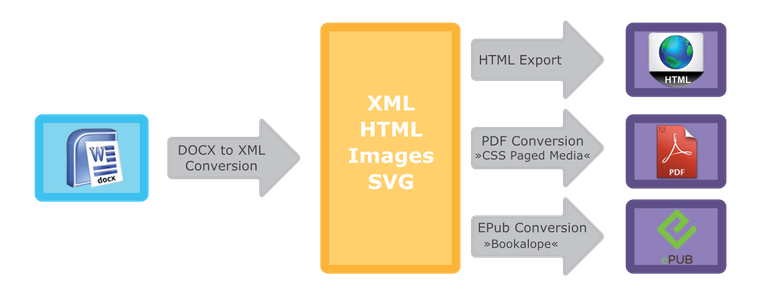 W
docx
DOCX to XML
Conversion
XML
HTML
Images
SVG
HTML Export
HTML
PDF Conversion
»CSS Paged Media«
PDF
EPub Conversion
»Bookalope«
ePUB